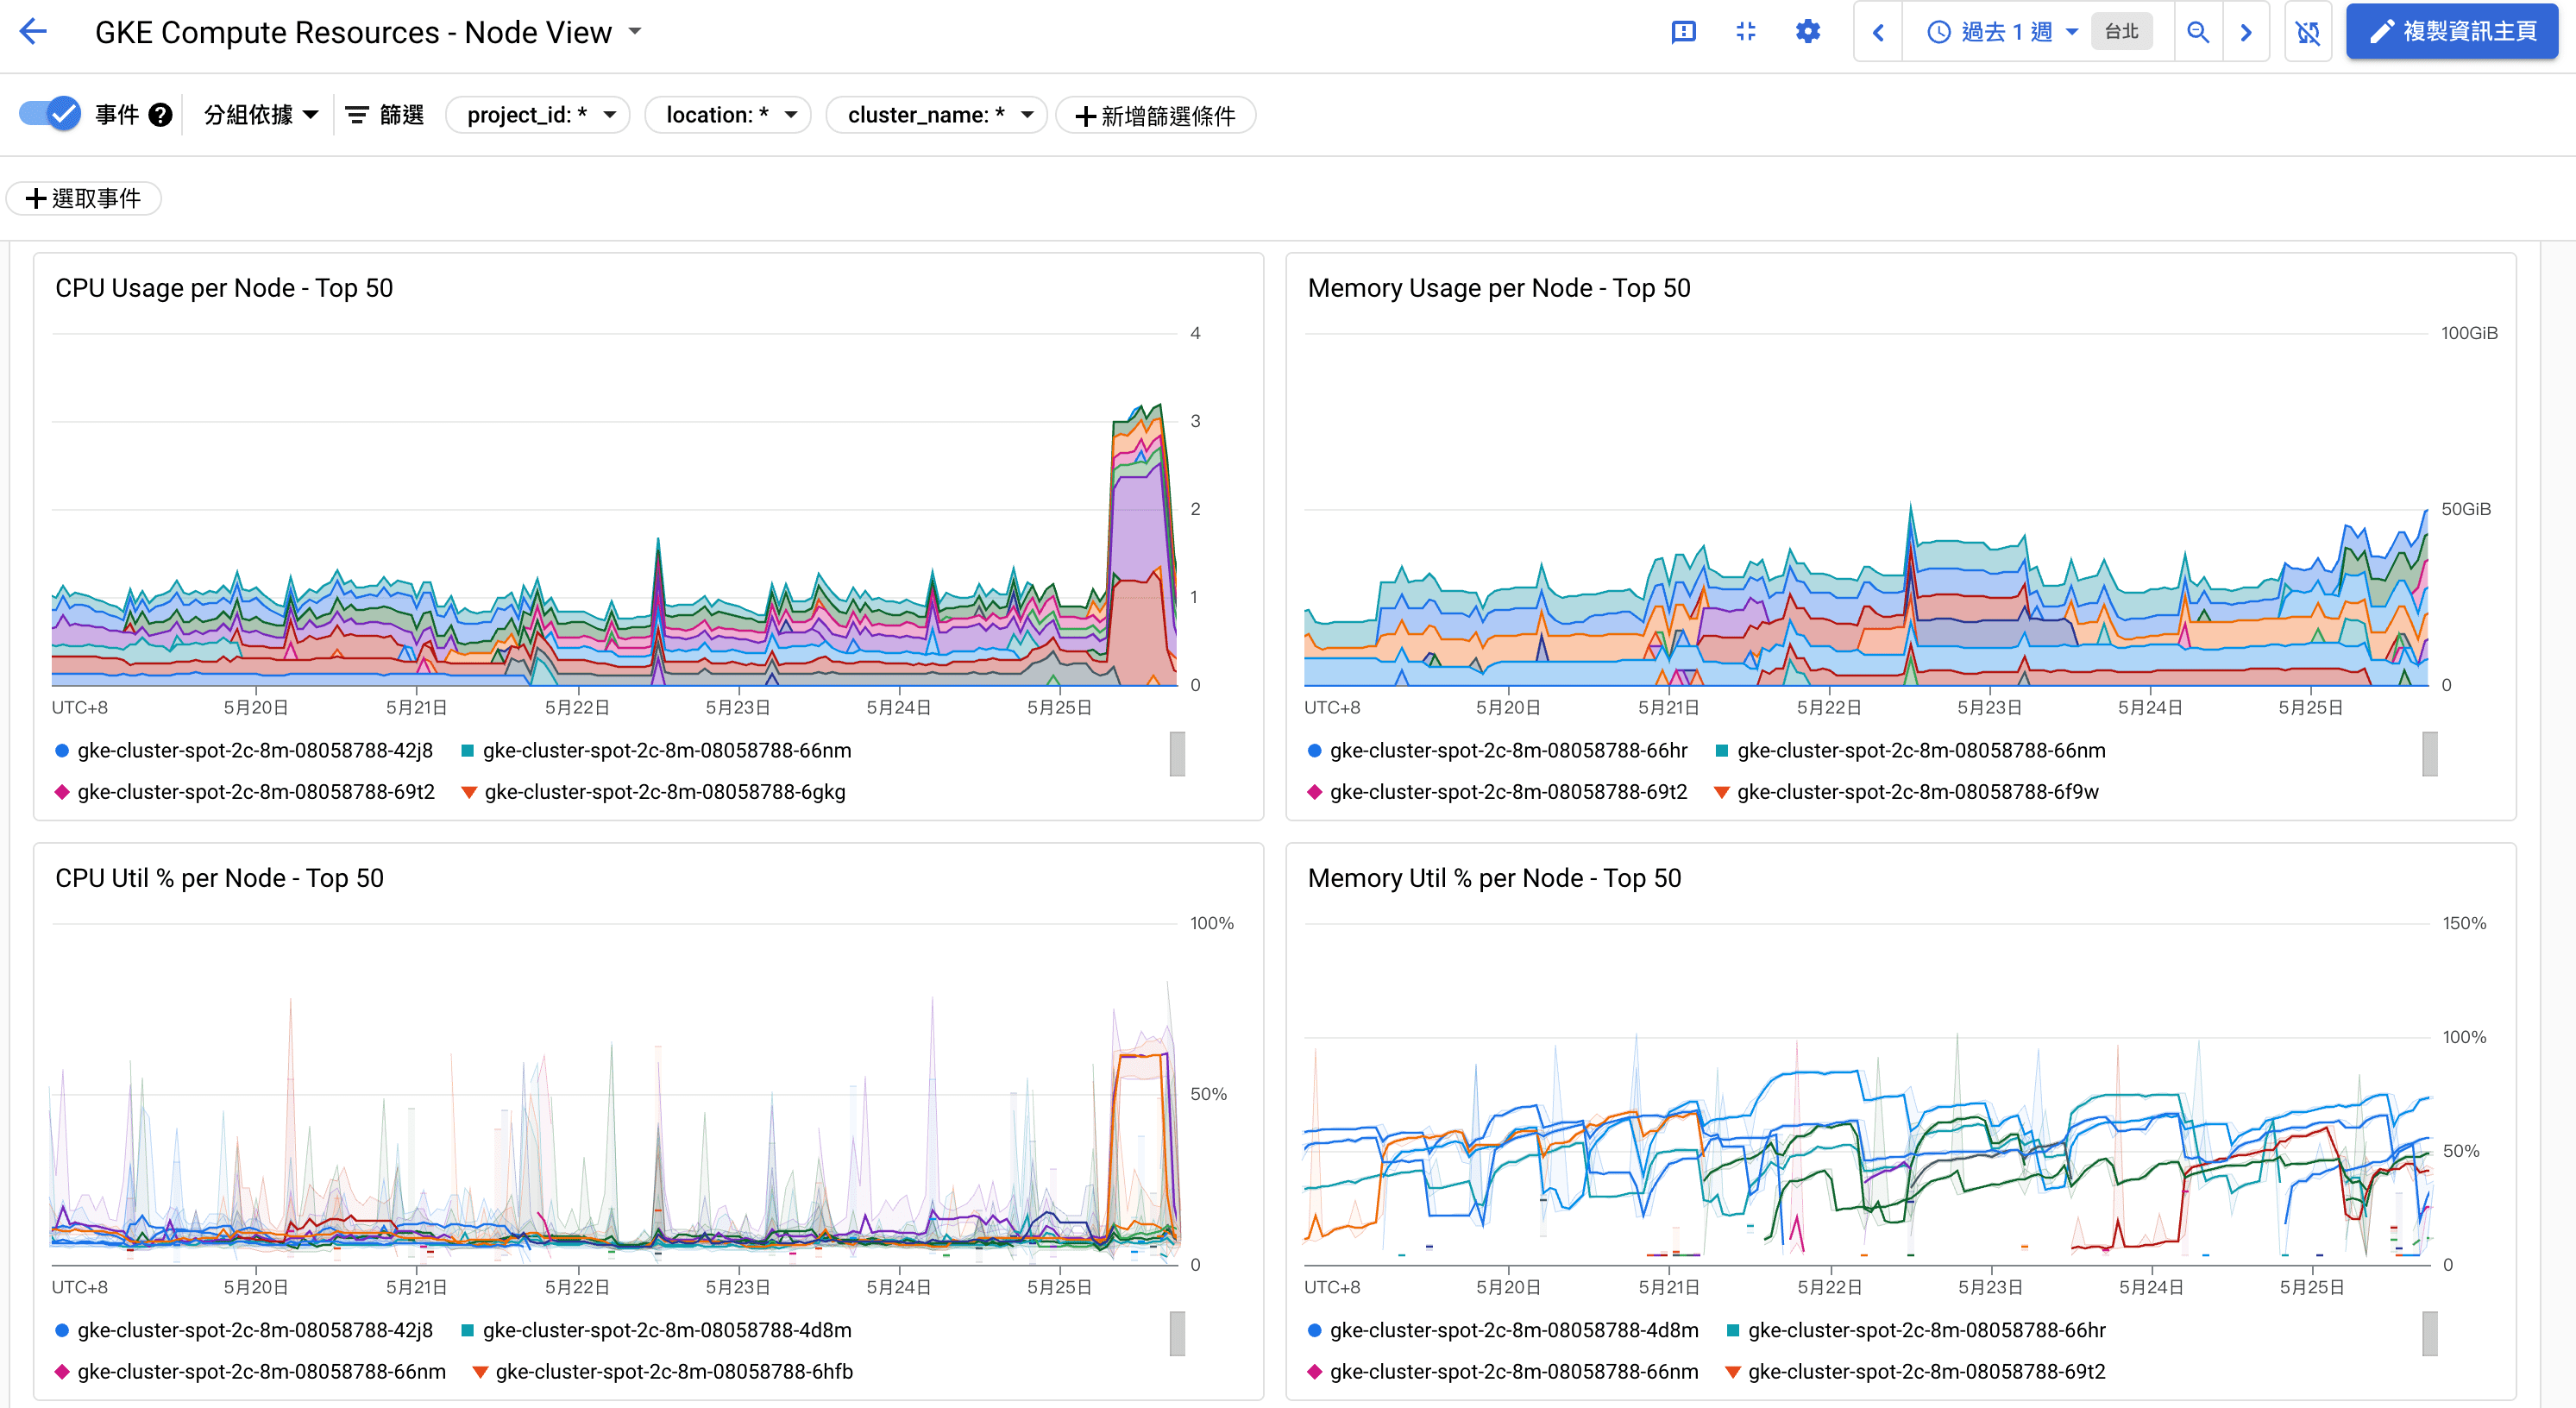 GKE Compute Resources - Node View
過去 1 週
台北
複製資訊主頁
事件
分組依據
篩選
project_id: *
location: *
cluster_name: *
新增篩選條件
選取事件
CPU Usage per Node - Top 50
4
3
2
1
0
UTC+8 5月20日 5月21日 5月22日 5月23日 5月24日 5月25日
gke-cluster-spot-2c-8m-08058788-42j8 gke-cluster-spot-2c-8m-08058788-66nm
gke-cluster-spot-2c-8m-08058788-69t2 gke-cluster-spot-2c-8m-08058788-6gkg
Memory Usage per Node - Top 50
100GiB
50GiB
0
UTC+8 5月20日 5月21日 5月22日 5月23日 5月24日 5月25日
gke-cluster-spot-2c-8m-08058788-66hr gke-cluster-spot-2c-8m-08058788-66nm
gke-cluster-spot-2c-8m-08058788-69t2 gke-cluster-spot-2c-8m-08058788-6f9w
CPU Util % per Node - Top 50
100%
50%
0
UTC+8 5月20日 5月21日 5月22日 5月23日 5月24日 5月25日
gke-cluster-spot-2c-8m-08058788-42j8 gke-cluster-spot-2c-8m-08058788-4d8m
gke-cluster-spot-2c-8m-08058788-66nm gke-cluster-spot-2c-8m-08058788-6hfb
Memory Util % per Node - Top 50
150%
100%
50%
0
UTC+8 5月20日 5月21日 5月22日 5月23日 5月24日 5月25日
gke-cluster-spot-2c-8m-08058788-4d8m gke-cluster-spot-2c-8m-08058788-66hr
gke-cluster-spot-2c-8m-08058788-66nm gke-cluster-spot-2c-8m-08058788-69t2